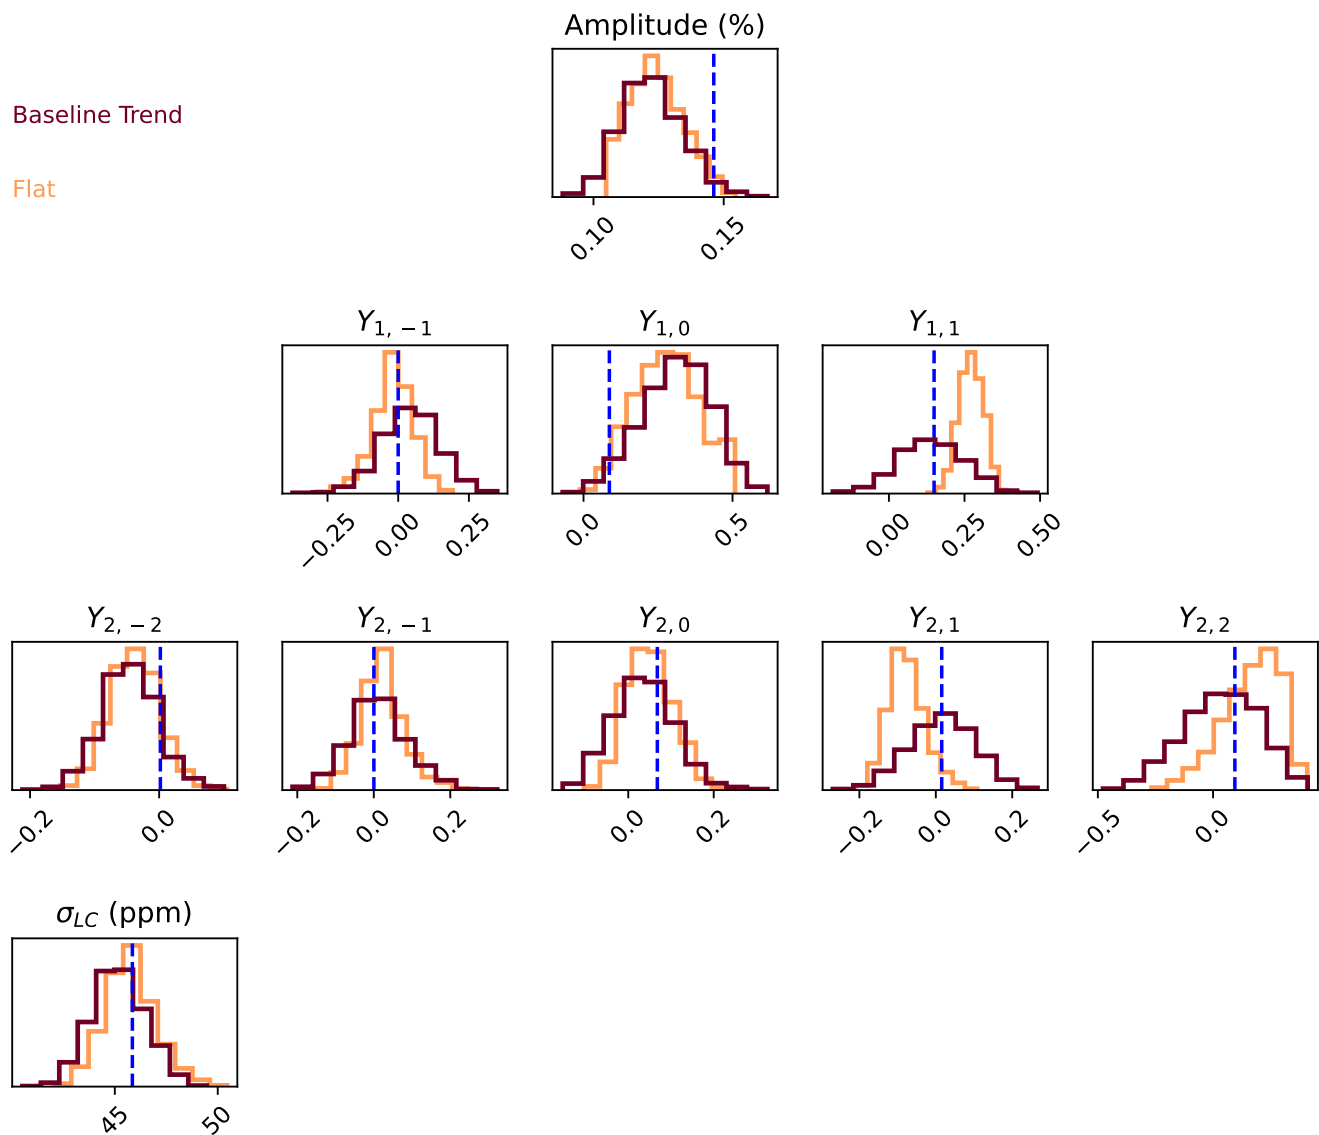 Amplitude (%)
Baseline Trend
Flat
0.10 0.15
Y1, −1 Y1, 0 Y1, 1
−0.25 0.00 0.25 0.0 0.5 0.00 0.25 0.50
Y2, −2 Y2, −1 Y2, 0 Y2, 1 Y2, 2
−0.2 0.0 −0.2 0.0 0.2 0.0 0.2 −0.2 0.0 0.2 −0.5 0.0
σLC (ppm)
45 50